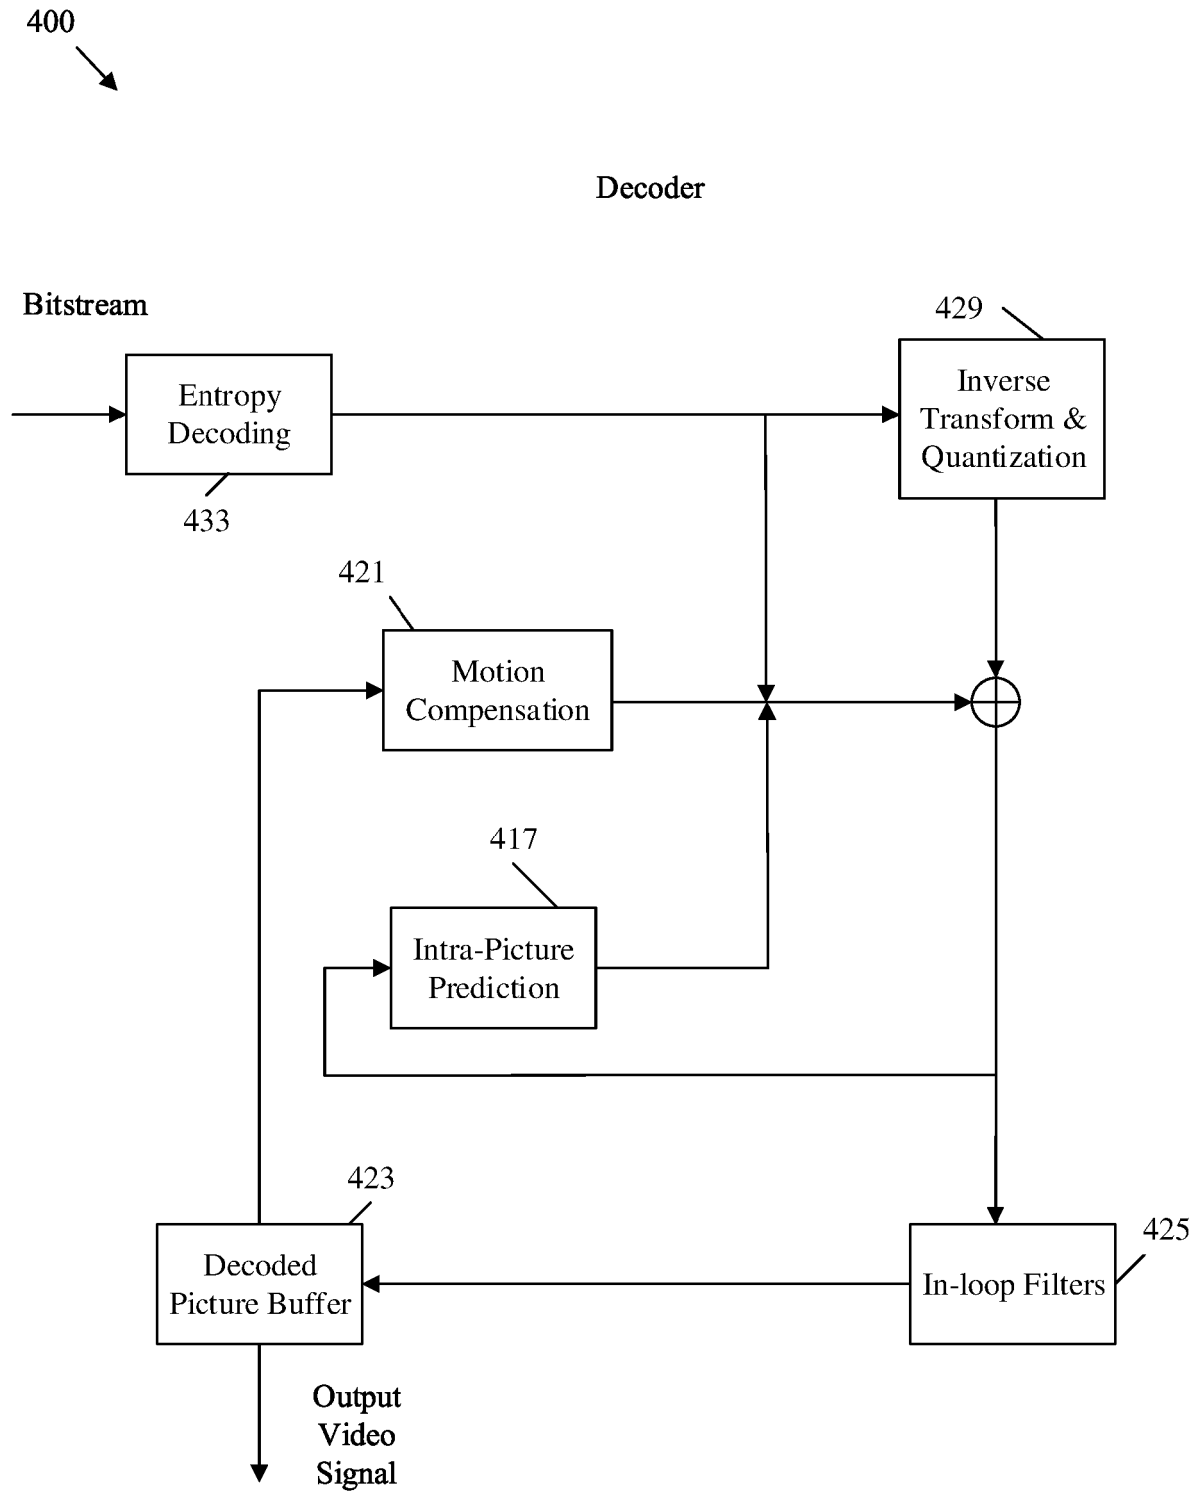 400
Decoder
Bitstream
429
Entropy
Decoding
Inverse
Transform &
Quantization
433
421
Motion
Compensation
417
Intra-Picture
Prediction
423
Decoded
Picture Buffer
425
In-loop Filters
Output
Video
Signal